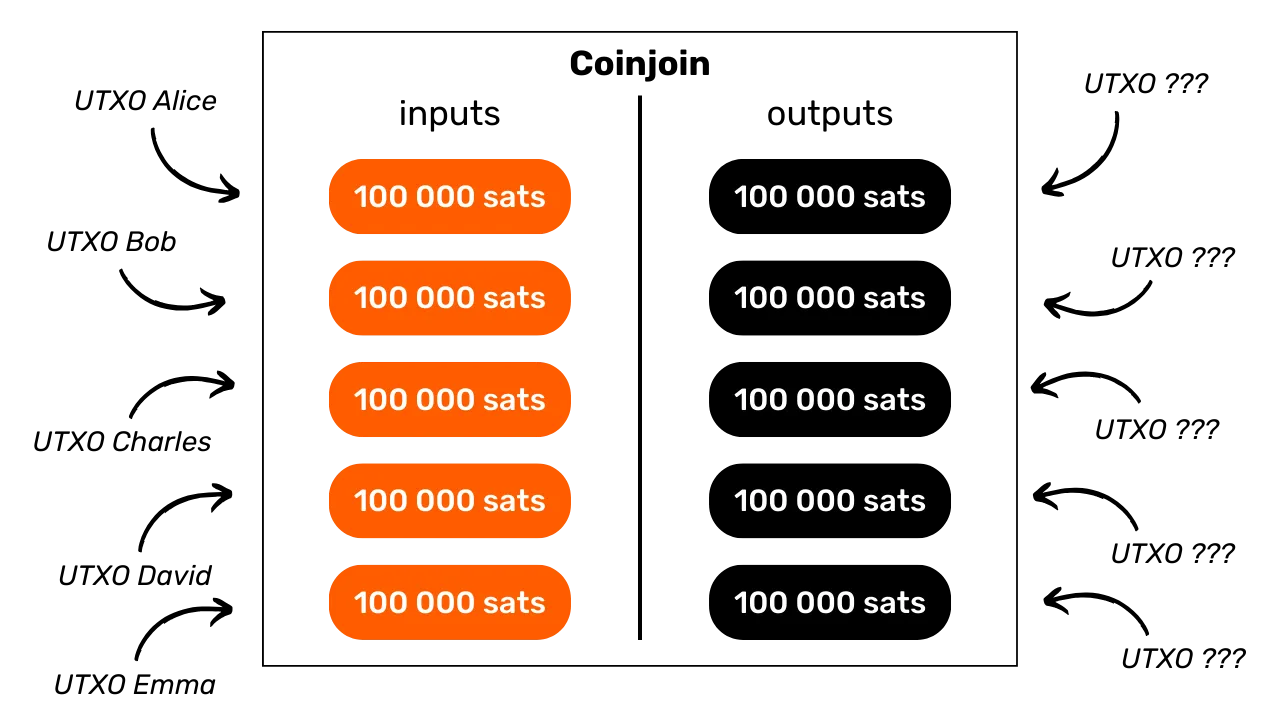 Coinjoin
inputs
outputs
UTXO Alice
100 000 sats
100 000 sats
UTXO ???
UTXO Bob
100 000 sats
100 000 sats
UTXO ???
UTXO Charles
100 000 sats
100 000 sats
UTXO ???
UTXO David
100 000 sats
100 000 sats
UTXO ???
UTXO Emma
100 000 sats
100 000 sats
UTXO ???